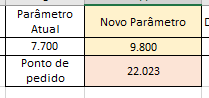 Parâmetro
Atual
Novo Parâmetro
7.700
9.800
Ponto de
pedido
22.023